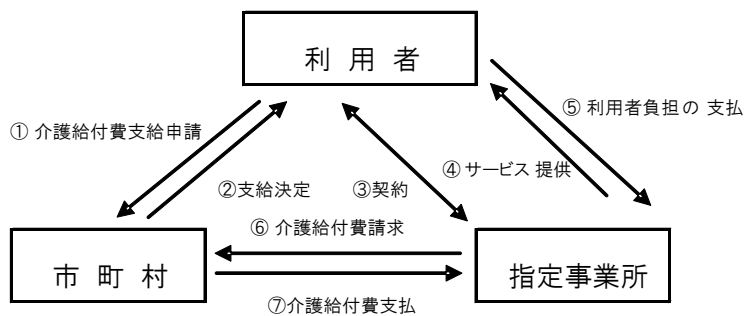 利 用 者
① 介護給付費支給申請
⑤ 利用者負担の 支払
④ サービス 提供
②支給決定
③契約
⑥ 介護給付費請求
市 町 村
指定事業所
⑦介護給付費支払